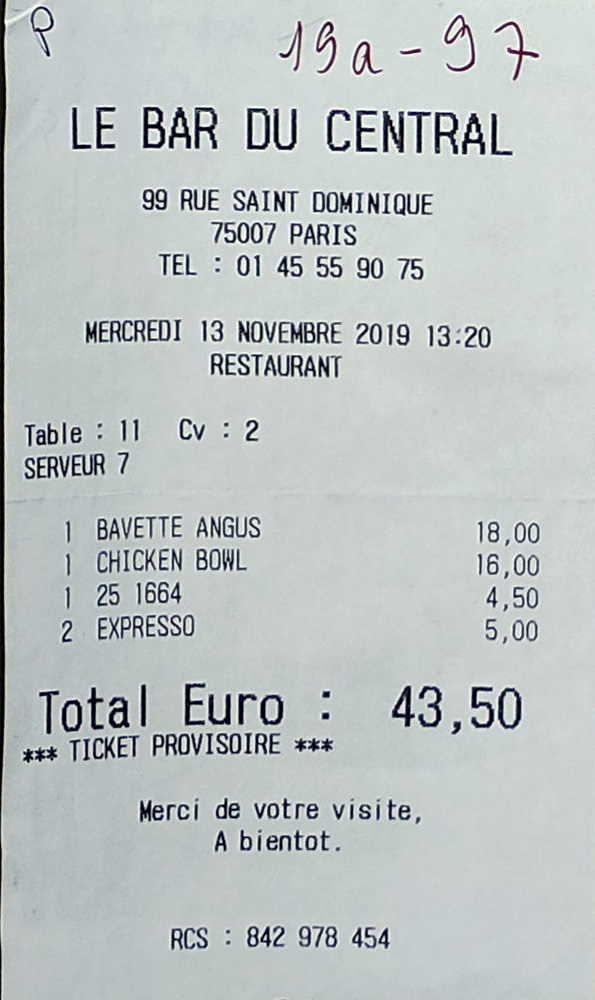 P
19a-97
LE BAR DU CENTRAL
99 RUE SAINT DOMINIQUE
75007 PARIS
TEL : 01 45 55 90 75
MERCREDI 13 NOVEMBRE 2019 13:20
RESTAURANT
Table : 11 Cv : 2
SERVEUR 7
1 BAVETTE ANGUS 18,00
1 CHICKEN BOWL 16,00
1 25 1664 4,50
2 EXPRESSO 5,00
Total Euro : 43,50
*** TICKET PROVISOIRE ***
Merci de votre visite,
A bientot.
RCS : 842 978 454